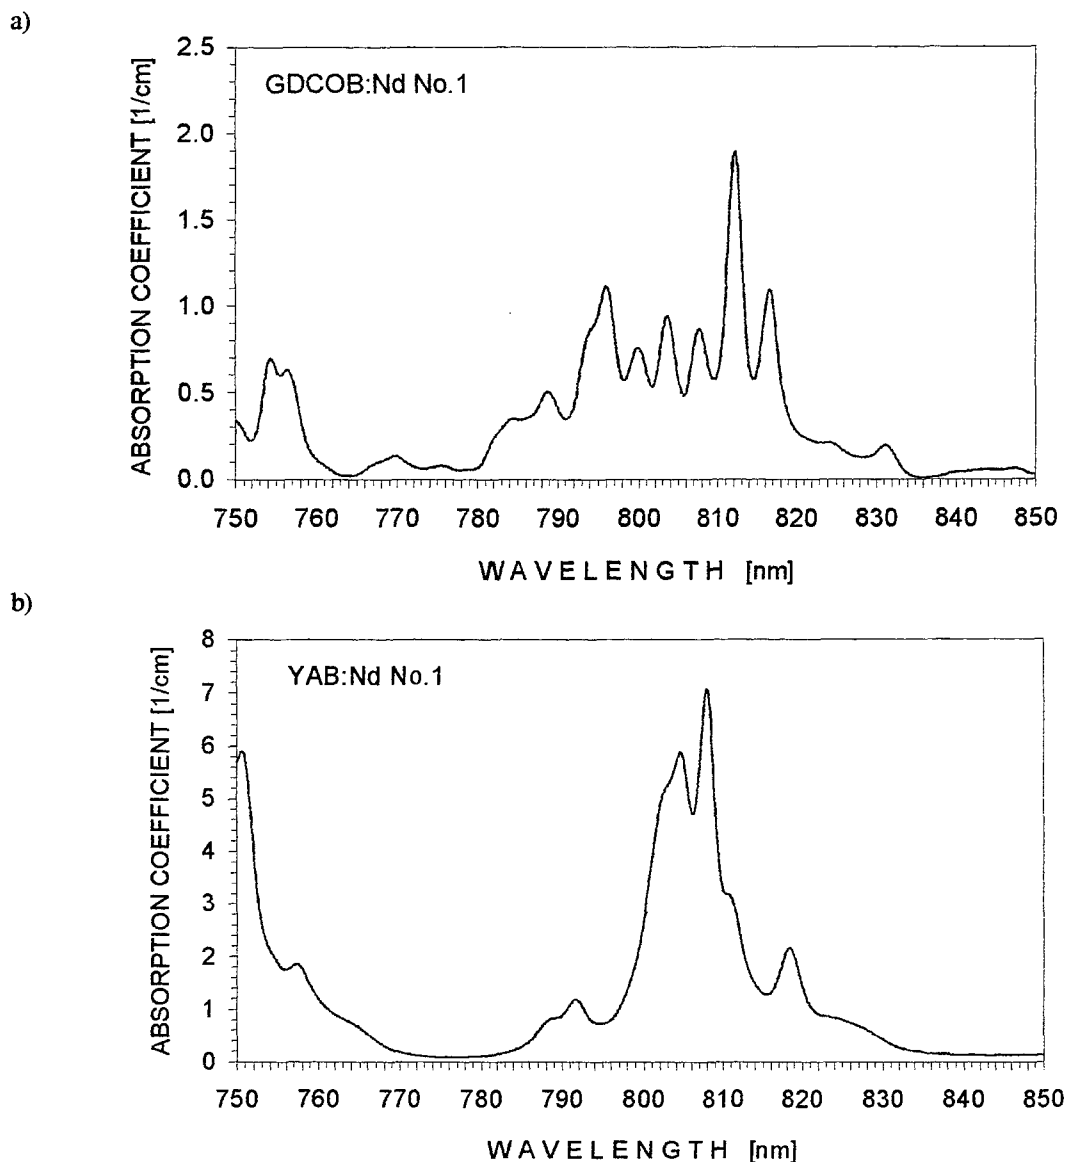 a)
2.5
2.0
1.5
1.0
0.5
0.0
ABSORPTION COEFFICIENT [1/cm]
GDCOB:Nd No.1
750 760 770 780 790 800 810 820 830 840 850
WAVELENGTH [nm]
b)
8
7
6
5
4
3
2
1
0
ABSORPTION COEFFICIENT [1/cm]
YAB:Nd No.1
750 760 770 780 790 800 810 820 830 840 850
WAVELENGTH [nm]